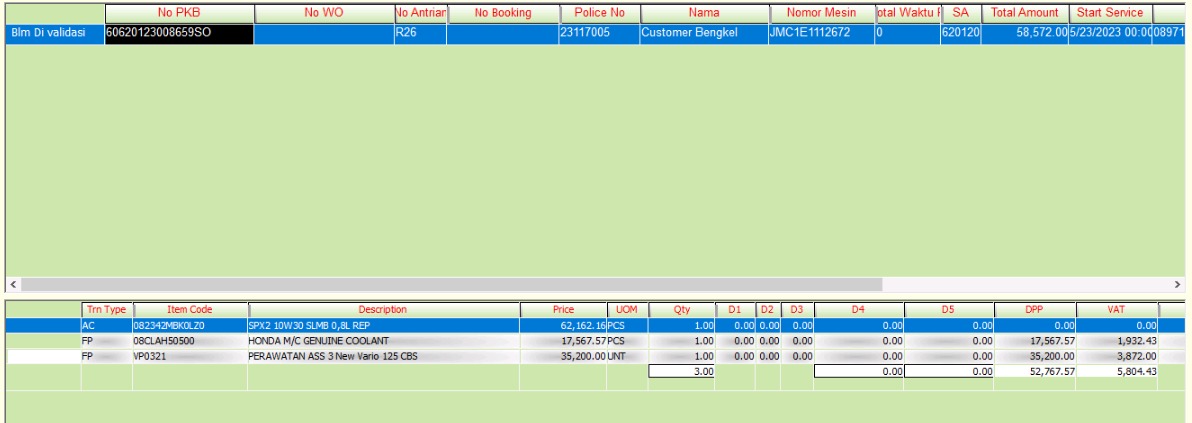 No PKB No WO No Antrian No Booking Police No Nama Nomor Mesin otal Waktu SA Total Amount Start Service
Blm Di validasi 60620123008659SO R26 23117005 Customer Bengkel JMC1E1112672 0 620120 58,572.00 5/23/2023 00:00 08971
Trn Type Item Code Description Price UOM Qty D1 D2 D3 D4 D5 DPP VAT
AC 082342MBK0LZ0 SPX2 10W30 SLMB 0,8L REP 62,162.16 PCS 1.00 0.00 0.00 0.00 0.00 0.00 0.00 0.00
FP 08CLAH50500 HONDA M/C GENUINE COOLANT 17,567.57 PCS 1.00 0.00 0.00 0.00 0.00 0.00 17,567.57 1,932.43
FP VP0321 PERAWATAN ASS 3 New Vario 125 CBS 35,200.00 UNT 1.00 0.00 0.00 0.00 0.00 0.00 35,200.00 3,872.00
3.00 0.00 0.00 52,767.57 5,804.43